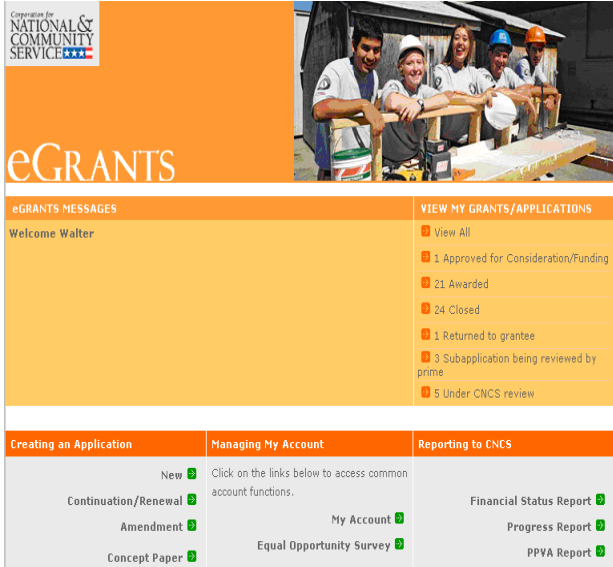 Corporation for
NATIONAL &
COMMUNITY
SERVICE
eGRANTS
eGRANTS MESSAGES
Welcome Walter
VIEW MY GRANTS/APPLICATIONS
View All
1 Approved for Consideration/Funding
21 Awarded
24 Closed
1 Returned to grantee
3 Subapplication being reviewed by
prime
5 Under CNCS review
Creating an Application
New
Continuation/Renewal
Amendment
Concept Paper
Managing My Account
Click on the links below to access common
account functions.
My Account
Equal Opportunity Survey
Reporting to CNCS
Financial Status Report
Progress Report
PPVA Report